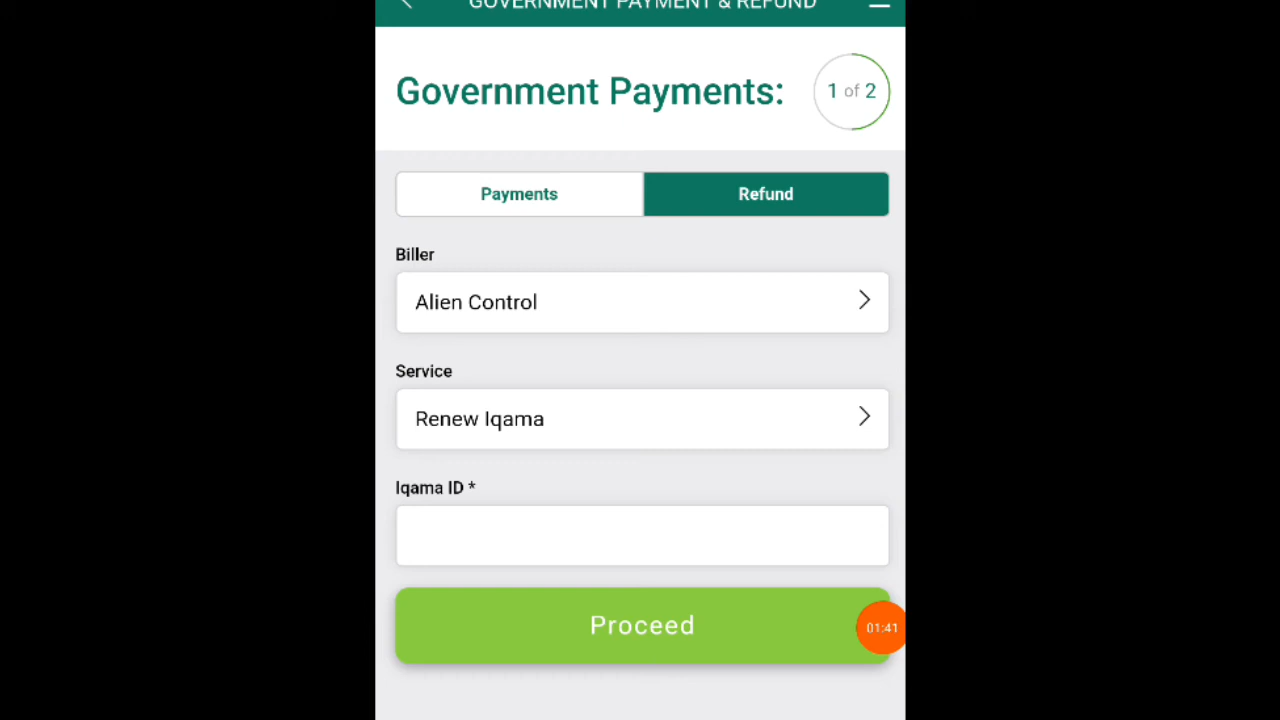 GOVERNMENT PAYMENT & REFUND
Government Payments:
1 of 2
Payments
Refund
Biller
Alien Control
Service
Renew Iqama
Iqama ID *
Proceed
01:41